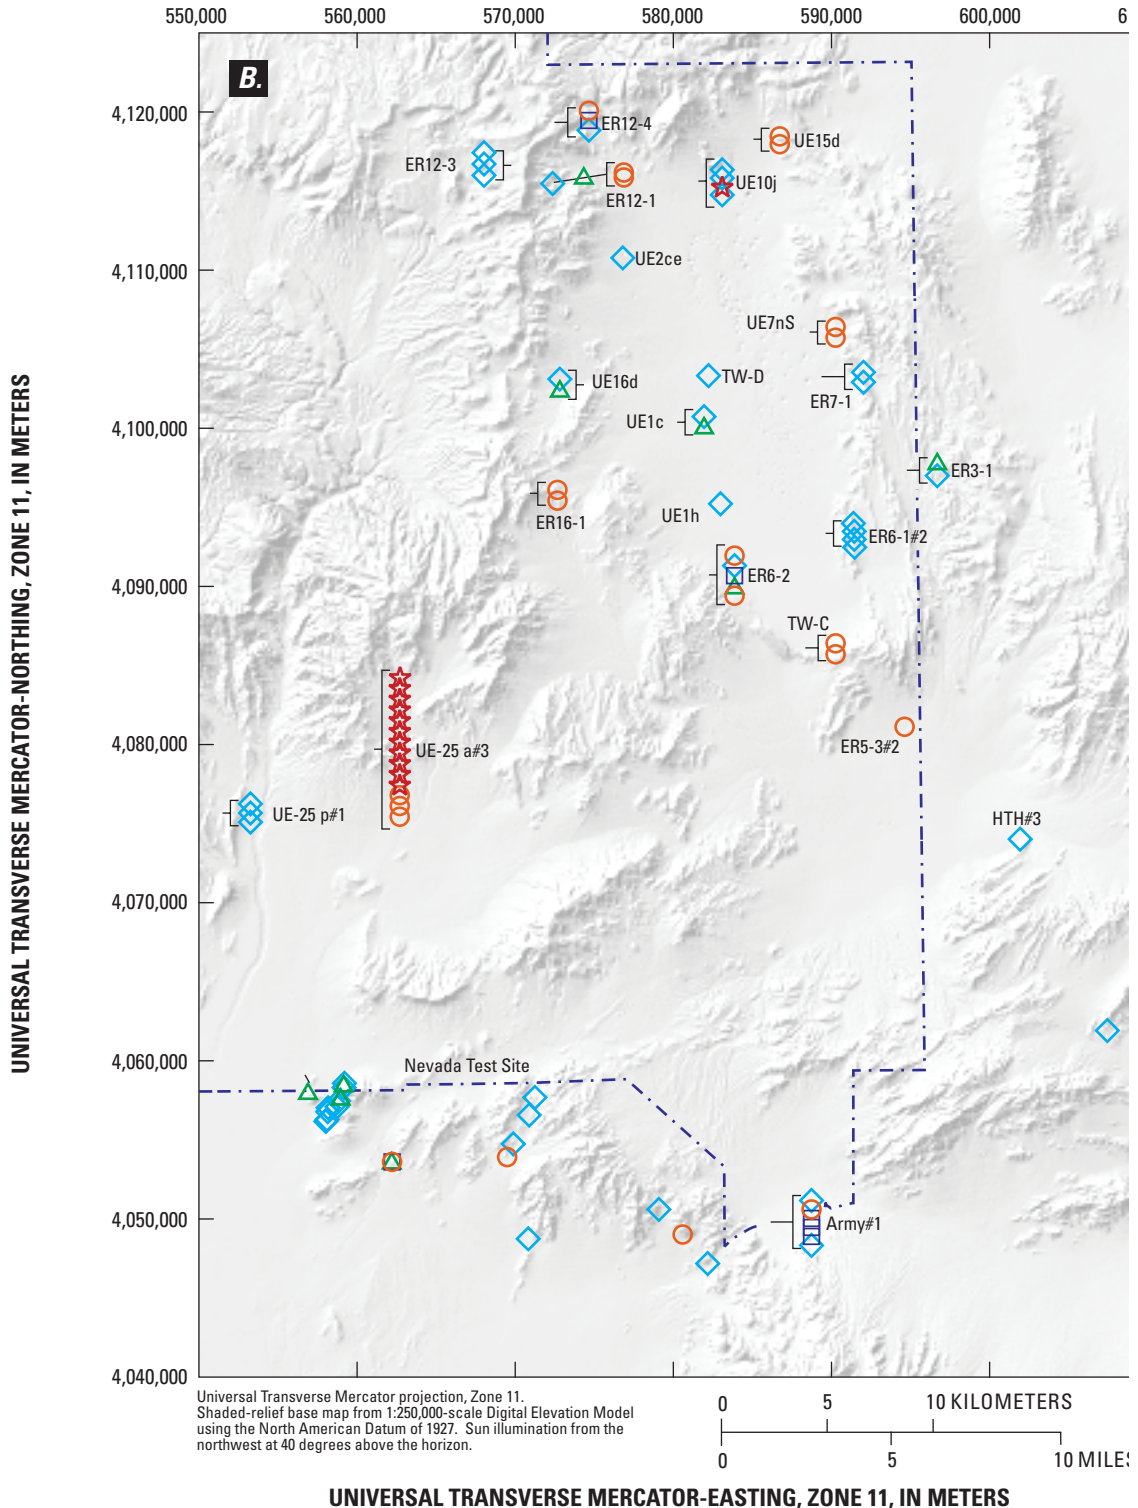 550,000 560,000 570,000 580,000 590,000 600,000 6
B.
4,120,000
4,110,000
4,100,000
4,090,000
4,080,000
4,070,000
4,060,000
4,050,000
4,040,000
UNIVERSAL TRANSVERSE MERCATOR-NORTHING, ZONE 11, IN METERS
ER12-4
UE15d
ER12-3
UE10j
ER12-1
UE2ce
UE7nS
UE16d
TW-D
ER7-1
UE1c
ER3-1
ER16-1
UE1h
ER6-1#2
ER6-2
TW-C
ER5-3#2
UE-25 a#3
UE-25 p#1
HTH#3
Nevada Test Site
Army#1
Universal Transverse Mercator projection, Zone 11.
Shaded-relief base map from 1:250,000-scale Digital Elevation Model
using the North American Datum of 1927. Sun illumination from the
northwest at 40 degrees above the horizon.
0 5 10 KILOMETERS
0 5 10 MILES
UNIVERSAL TRANSVERSE MERCATOR-EASTING, ZONE 11, IN METERS